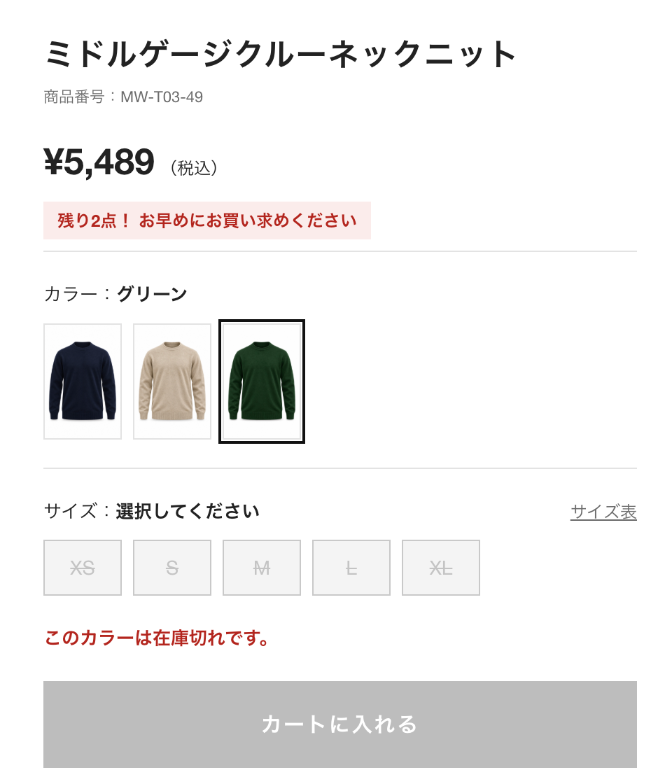 ミドルゲージクルーネックニット
商品番号：MW-T03-49
¥5,489（税込）
残り2点！ お早めにお買い求めください
カラー：グリーン
サイズ：選択してください サイズ表
XS S M L XL
このカラーは在庫切れです。
カートに入れる